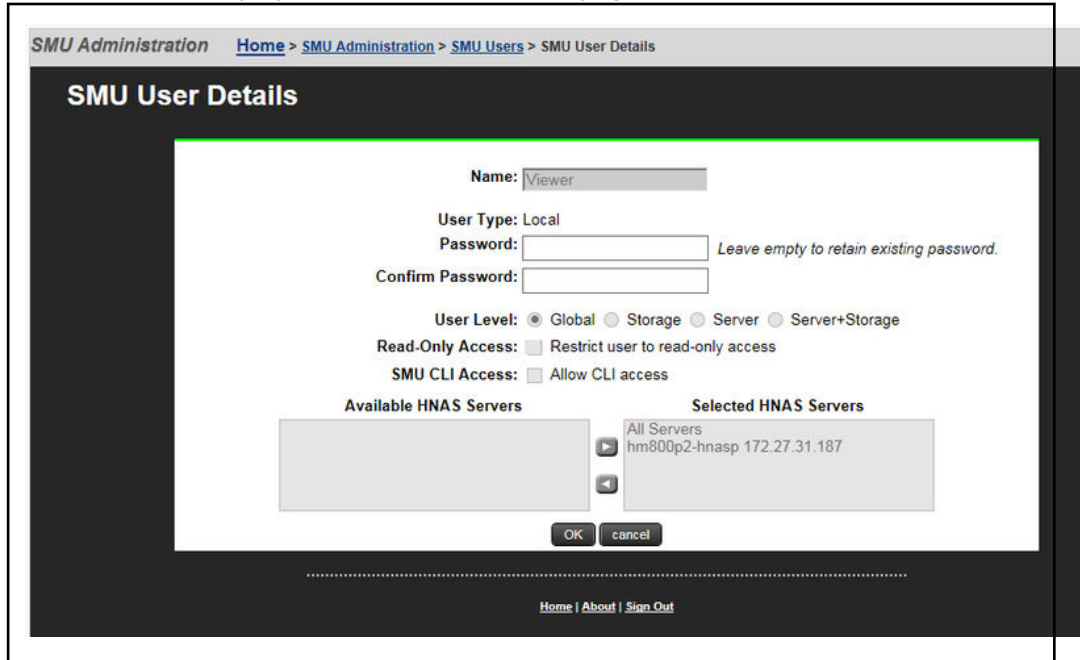 SMU Administration Home > SMU Administration > SMU Users > SMU User Details
SMU User Details
Name: Viewer
User Type: Local
Password: Leave empty to retain existing password.
Confirm Password:
User Level: Global Storage Server Server+Storage
Read-Only Access: Restrict user to read-only access
SMU CLI Access: Allow CLI access
Available HNAS Servers Selected HNAS Servers
All Servers
hm800p2-hnasp 172.27.31.187
OK cancel
Home | About | Sign Out